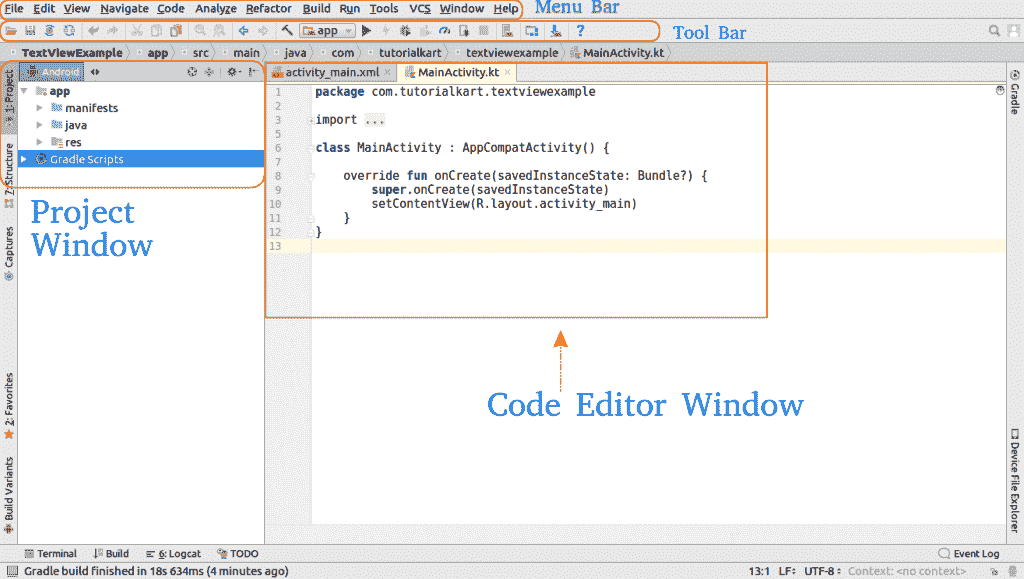 File Edit View Navigate Code Analyze Refactor Build Run Tools VCS Window Help Menu Bar
app ? Tool Bar
TextViewExample app src main java com tutorialkart textviewexample MainActivity.kt
1: Project
Android
activity_main.xml × MainActivity.kt ×
app
manifests
java
res
Gradle Scripts
7: Structure
Captures
2: Favorites
Build Variants
Project
Window
1 package com.tutorialkart.textviewexample
2
3 import ...
5
6 class MainActivity : AppCompatActivity() {
7
8 override fun onCreate(savedInstanceState: Bundle?) {
9 super.onCreate(savedInstanceState)
10 setContentView(R.layout.activity_main)
11 }
12 }
13
Code Editor Window
Gradle
Device File Explorer
Terminal Build 6: Logcat TODO Event Log
Gradle build finished in 18s 634ms (4 minutes ago) 13:1 LF: UTF-8: Context: <no context>